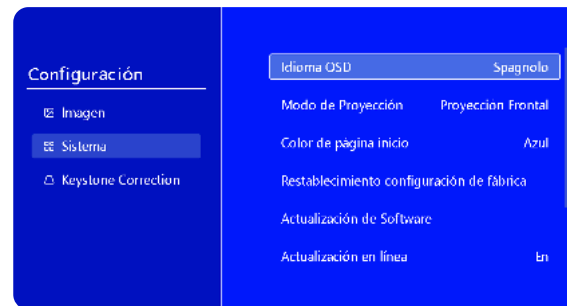 Configuración
Imagen
Sistema
Keystone Correction
Idioma OSD Spagnolo
Modo de Proyección Proyección Frontal
Color de página inicio Azul
Restablecimiento configuración de fábrica
Actualización de Software
Actualización en línea En